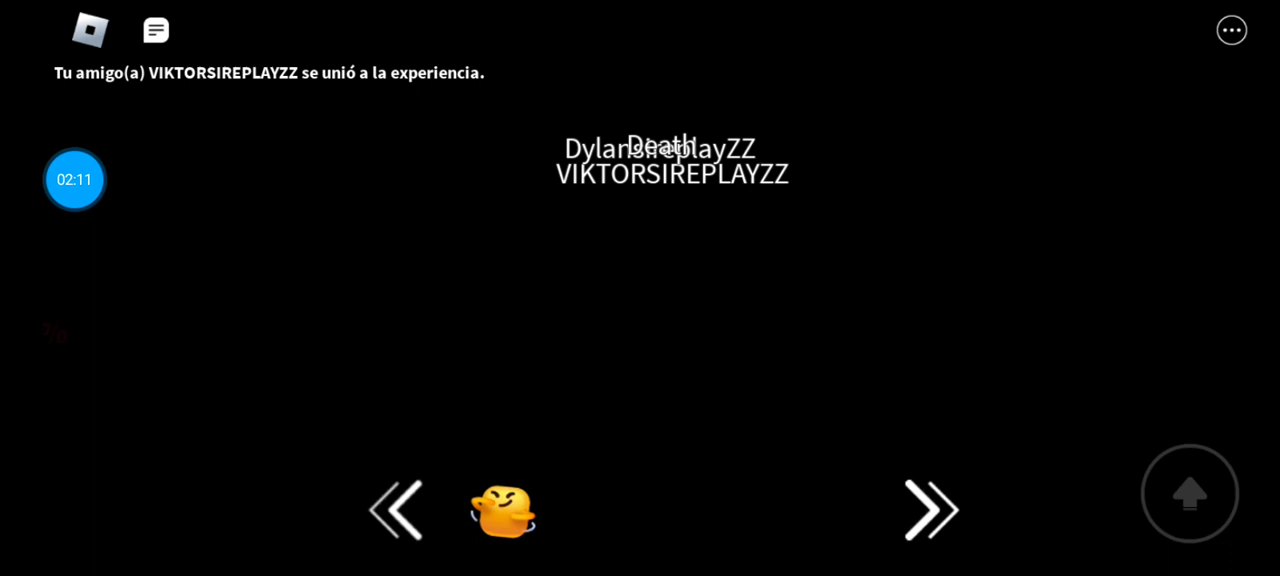 Tu amigo(a) VIKTORSIREPLAYZZ se unió a la experiencia.
Death
DylansireplayZZ
VIKTORSIREPLAYZZ
02:11